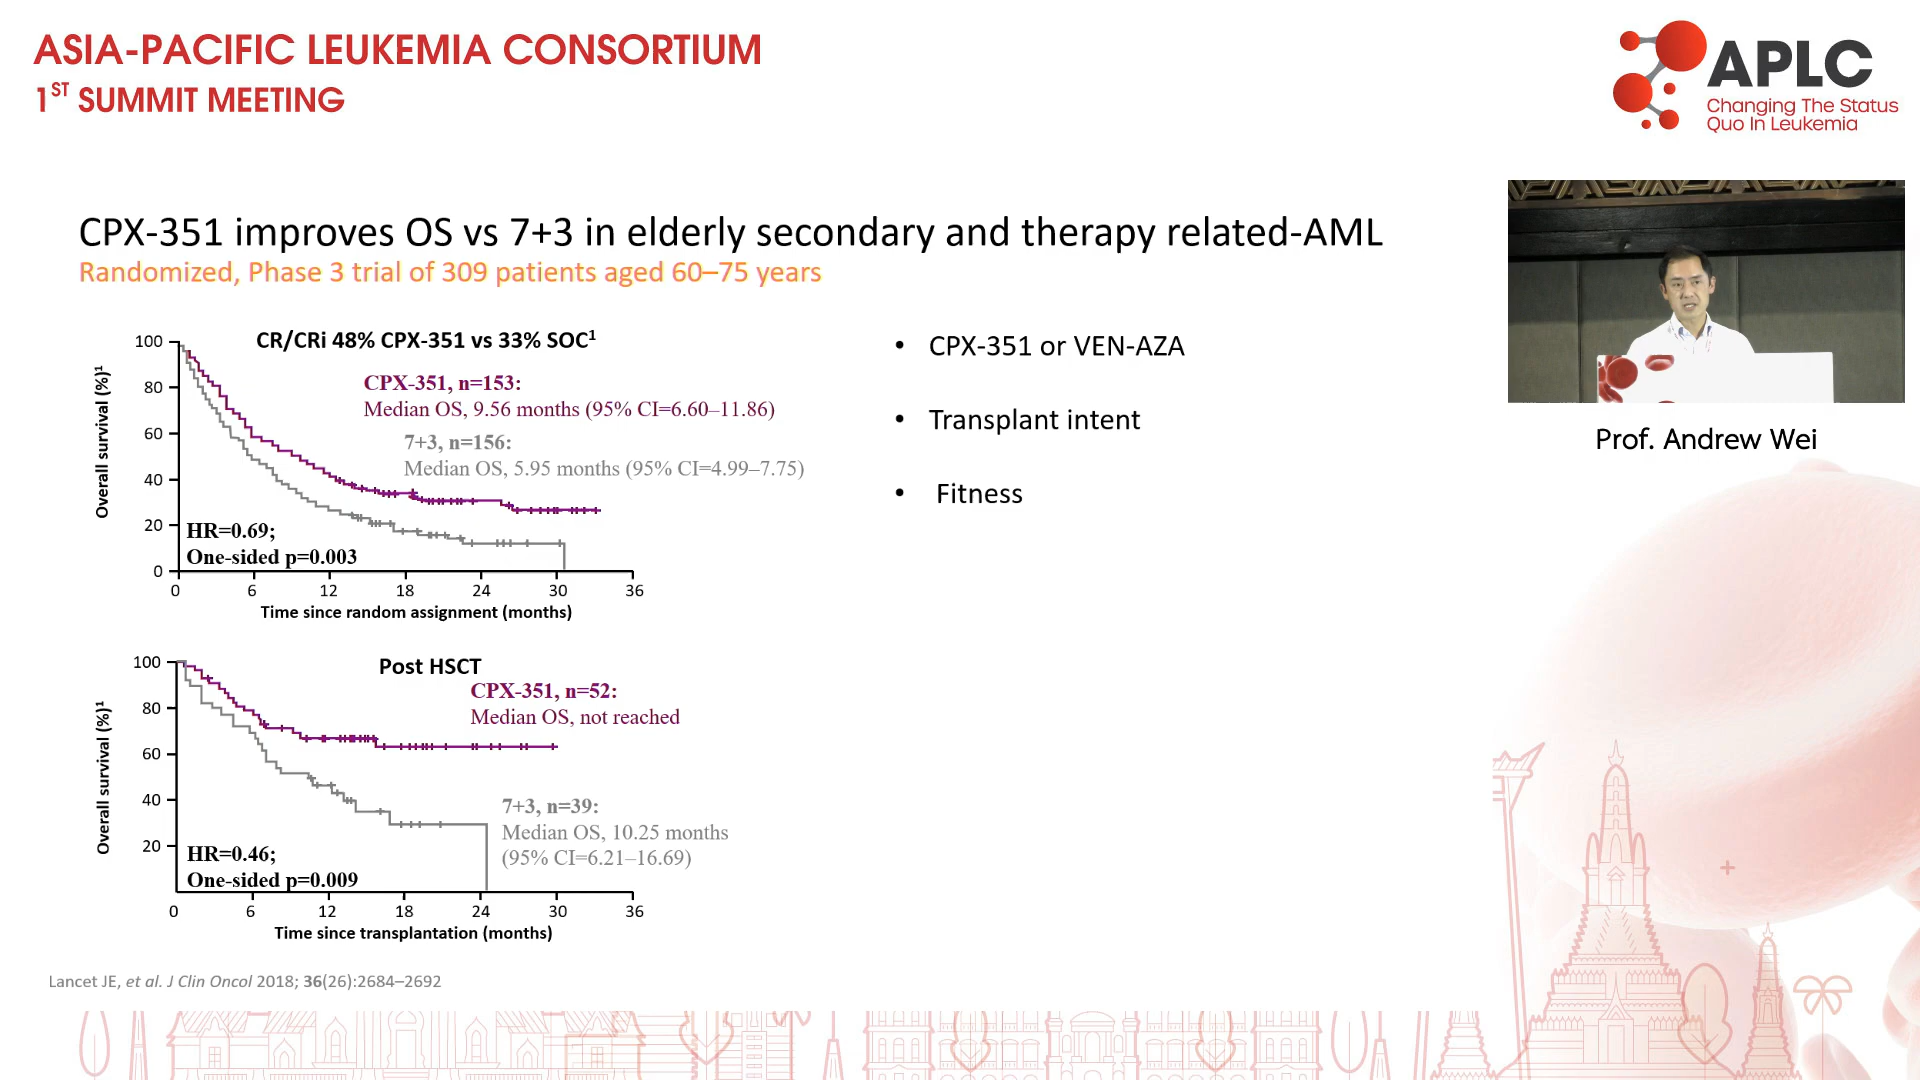 ASIA-PACIFIC LEUKEMIA CONSORTIUM
1ST SUMMIT MEETING
APLC
Changing The Status
Quo In Leukemia
CPX-351 improves OS vs 7+3 in elderly secondary and therapy related-AML
Randomized, Phase 3 trial of 309 patients aged 60–75 years
CR/CRi 48% CPX-351 vs 33% SOC1
CPX-351, n=153:
Median OS, 9.56 months (95% CI=6.60–11.86)
7+3, n=156:
Median OS, 5.95 months (95% CI=4.99–7.75)
HR=0.69;
One-sided p=0.003
Overall survival (%)1
100
80
60
40
20
0
0 6 12 18 24 30 36
Time since random assignment (months)
Post HSCT
CPX-351, n=52:
Median OS, not reached
7+3, n=39:
Median OS, 10.25 months
(95% CI=6.21–16.69)
HR=0.46;
One-sided p=0.009
Overall survival (%)1
100
80
60
40
20
0 6 12 18 24 30 36
Time since transplantation (months)
• CPX-351 or VEN-AZA
• Transplant intent
• Fitness
Prof. Andrew Wei
Lancet JE, et al. J Clin Oncol 2018; 36(26):2684–2692